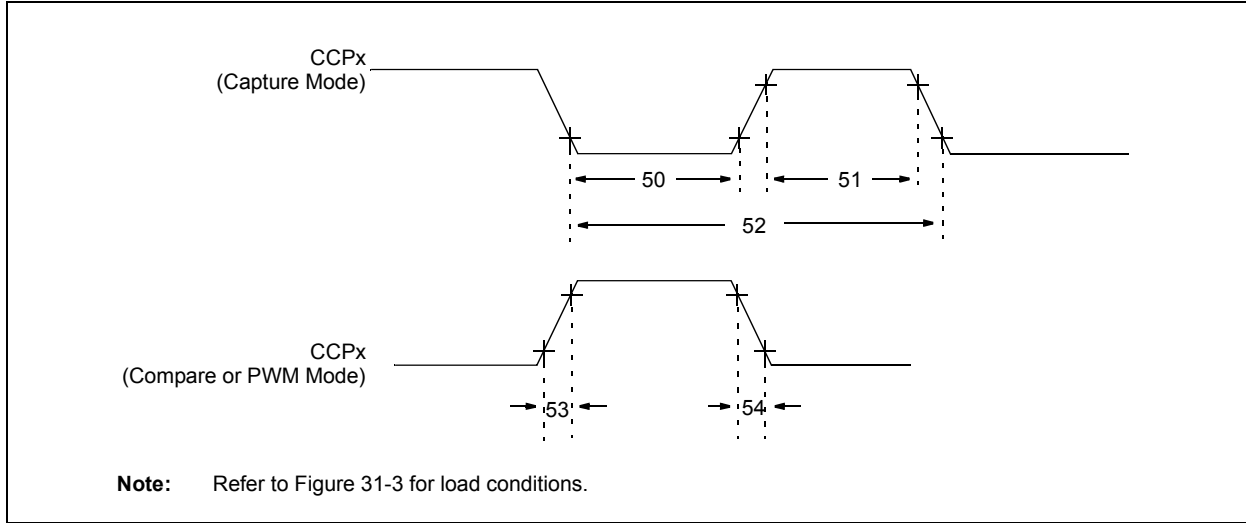 CCPx
(Capture Mode)
50
51
52
CCPx
(Compare or PWM Mode)
53
54
Note: Refer to Figure 31-3 for load conditions.